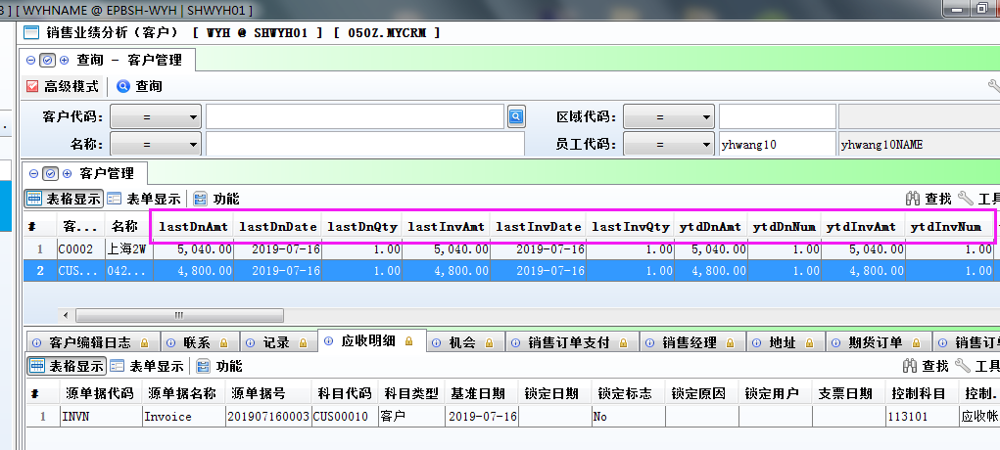 3 ] [ WYHNAME @ EPBSH-WYH | SHWYH01 ]
销售业绩分析（客户） [ WYH @ SHWYH01 ] [ 050Z.MYCRM ]
查询 - 客户管理
高级模式 查询
客户代码： = 区域代码： =
名称： = 员工代码： = yhwang10 yhwang10NAME
客户管理
表格显示 表单显示 功能 查找 工具
# 客... 名称 lastDnAmt lastDnDate lastDnQty lastInvAmt lastInvDate lastInvQty ytdDnAmt ytdDnNum ytdInvAmt ytdInvNum
1 C0002 上海2W 5,040.00 2019-07-16 1.00 5,040.00 2019-07-16 1.00 5,040.00 1.00 5,040.00 1.00
2 CUS... 042... 4,800.00 2019-07-16 1.00 4,800.00 2019-07-16 1.00 4,800.00 1.00 4,800.00 1.00
客户编辑日志 联系 记录 应收明细 机会 销售订单支付 销售经理 地址 期货订单 销售订
表格显示 表单显示 功能 查找 工具
# 源单据代码 源单据名称 源单据号 科目代码 科目类型 基准日期 锁定日期 锁定标志 锁定原因 锁定用户 支票日期 控制科目 控制.
1 INVN Invoice 201907160003 CUS00010 客户 2019-07-16 No 113101 应收帐